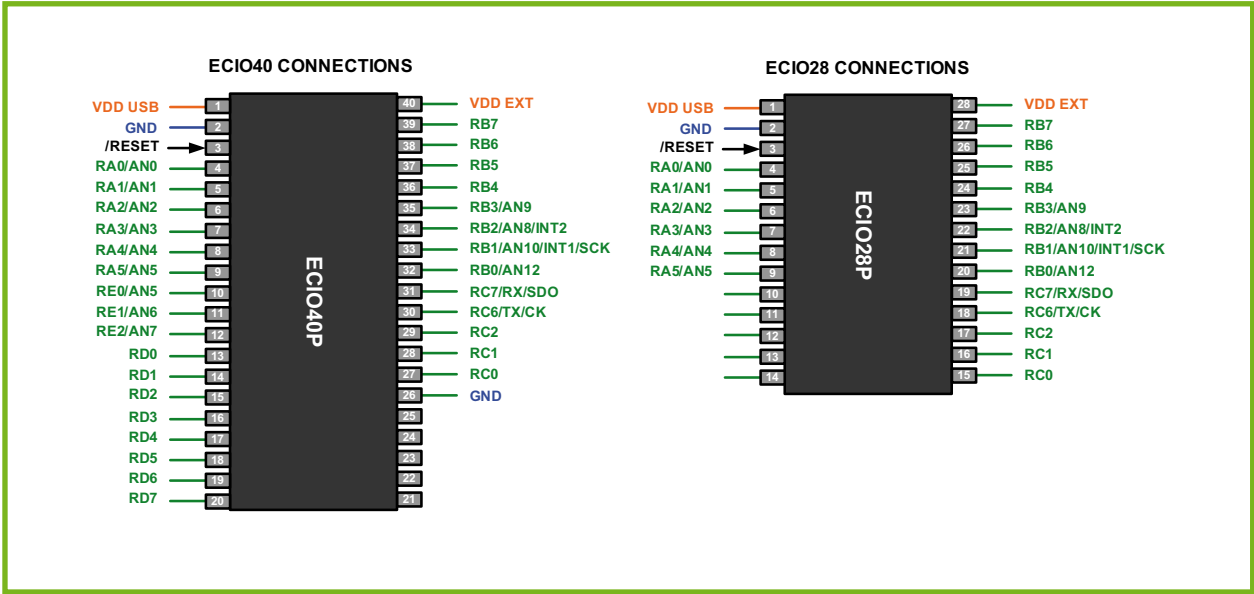 ECIO40 CONNECTIONS
VDD USB 1 40 VDD EXT
GND 2 39 RB7
/RESET 3 38 RB6
RA0/AN0 4 37 RB5
RA1/AN1 5 36 RB4
RA2/AN2 6 35 RB3/AN9
RA3/AN3 7 34 RB2/AN8/INT2
RA4/AN4 8 33 RB1/AN10/INT1/SCK
RA5/AN5 9 32 RB0/AN12
RE0/AN5 10 31 RC7/RX/SDO
RE1/AN6 11 30 RC6/TX/CK
RE2/AN7 12 29 RC2
RD0 13 28 RC1
RD1 14 27 RC0
RD2 15 26 GND
RD3 16 25
RD4 17 24
RD5 18 23
RD6 19 22
RD7 20 21
ECIO40P
ECIO28 CONNECTIONS
VDD USB 1 28 VDD EXT
GND 2 27 RB7
/RESET 3 26 RB6
RA0/AN0 4 25 RB5
RA1/AN1 5 24 RB4
RA2/AN2 6 23 RB3/AN9
RA3/AN3 7 22 RB2/AN8/INT2
RA4/AN4 8 21 RB1/AN10/INT1/SCK
RA5/AN5 9 20 RB0/AN12
10 19 RC7/RX/SDO
11 18 RC6/TX/CK
12 17 RC2
13 16 RC1
14 15 RC0
ECIO28P